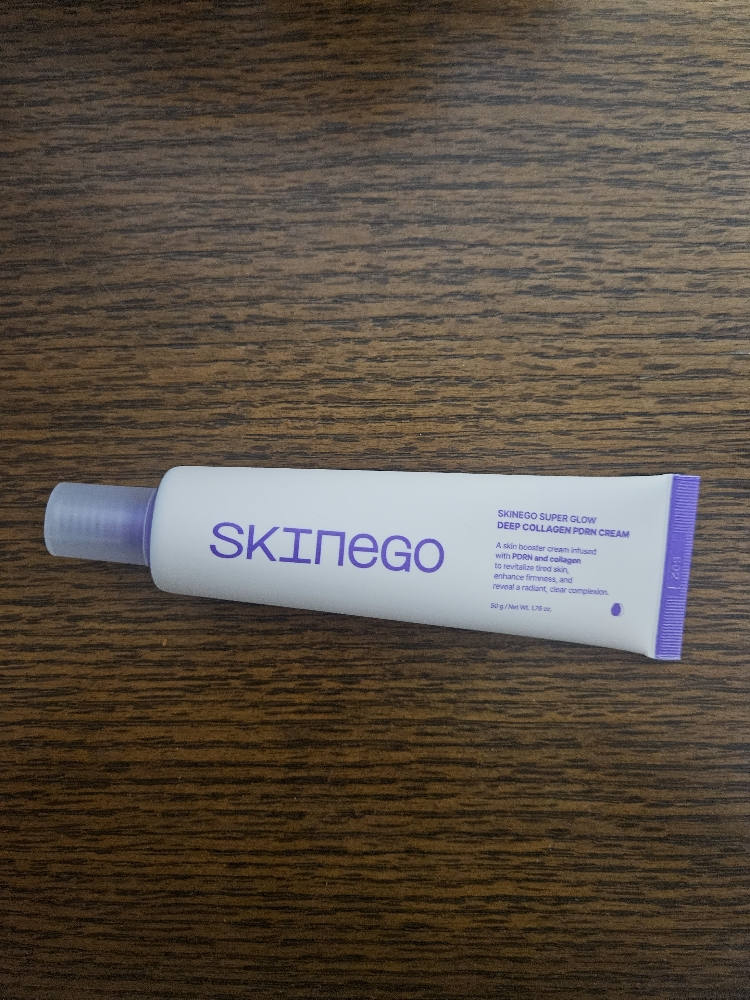 SKINEGO
SKINEGO SUPER GLOW
DEEP COLLAGEN PDRN CREAM
A skin booster cream infused
with PDRN and collagen
to revitalize tired skin,
enhance firmness, and
reveal a radiant, clear complexion.
50 g / Net Wt. 1.76 oz.